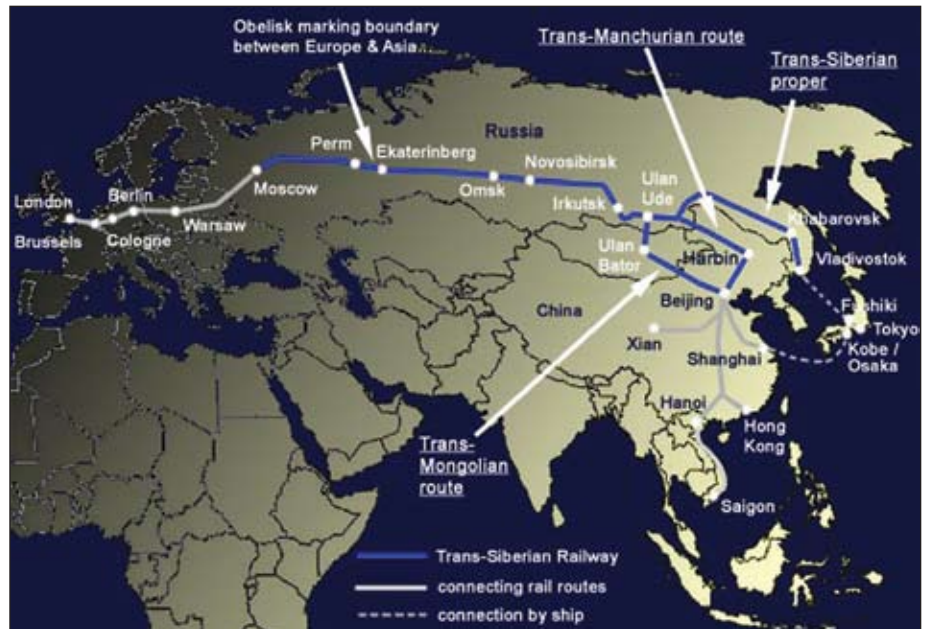 Obelisk marking boundary
between Europe & Asia...
Trans-Manchurian route
Trans-Siberian
proper
Russia
Perm
Ekaterinberg
Novosibirsk
Moscow
Omsk
Ulan
Ude
Irkutsk
London
Berlin
Warsaw
Brussels
Cologne
Khabarovsk
Ulan
Bator
Harbin
Vladivostok
Beijing
China
Fushiki
Tokyo
Xian
Kobe /
Osaka
Shanghai
Hanoi
Hong
Kong
Trans-
Mongolian
route
Saigon
Trans-Siberian Railway
connecting rail routes
connection by ship